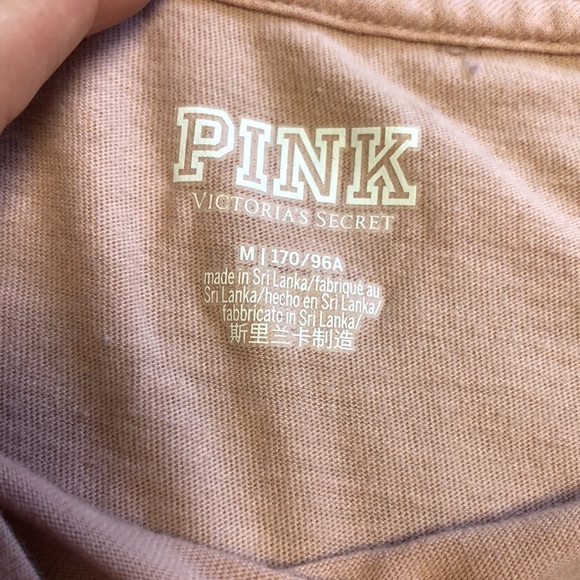 PINK
VICTORIA'S SECRET
M | 170/96A
made in Sri Lanka/fabriqué au
Sri Lanka/hecho en Sri Lanka/
fabbricato in Sri Lanka/
斯里兰卡制造